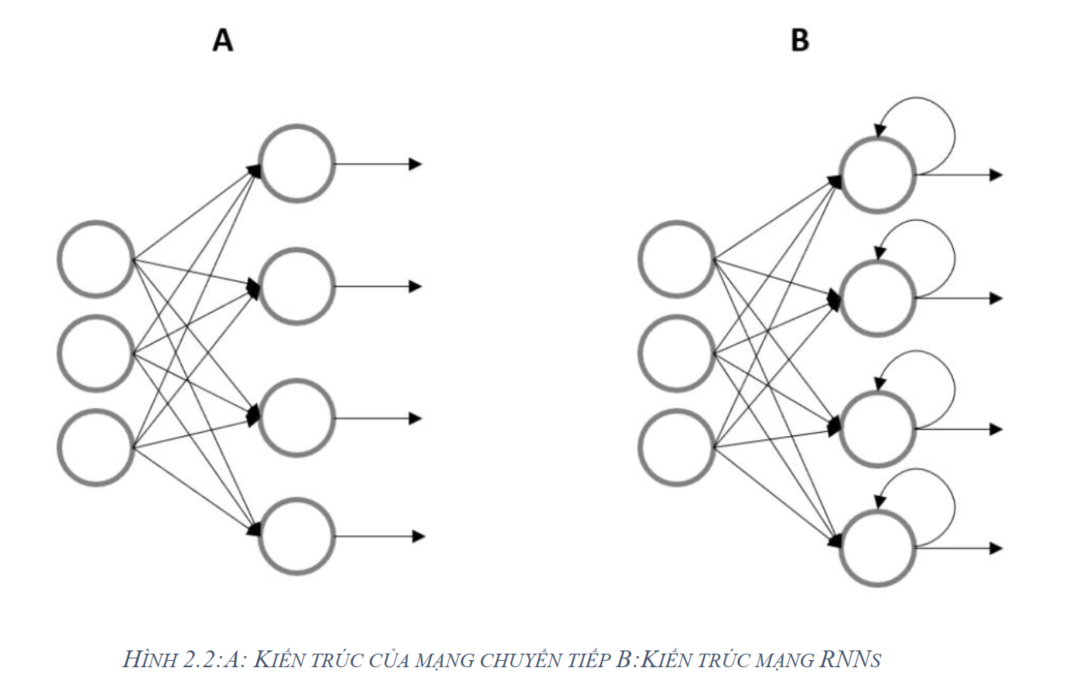 A
B
HÌNH 2.2:A: KIẾN TRÚC CỦA MẠNG CHUYỂN TIẾP B:KIẾN TRÚC MẠNG RNNS